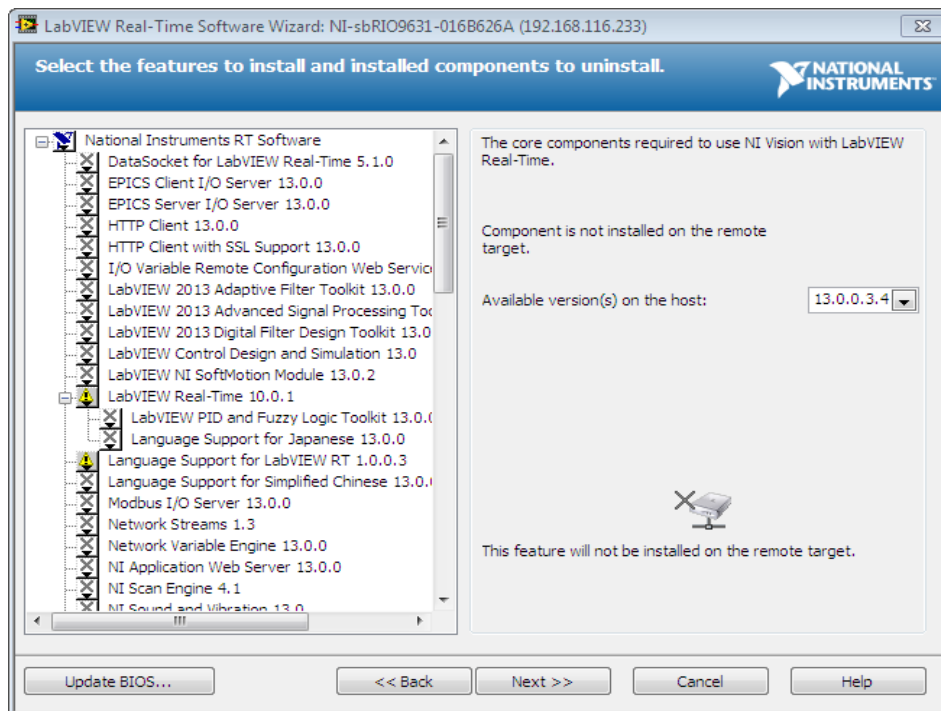 LabVIEW Real-Time Software Wizard: NI-sbRIO9631-016B626A (192.168.116.233)
Select the features to install and installed components to uninstall.
NATIONAL
INSTRUMENTS™
National Instruments RT Software
DataSocket for LabVIEW Real-Time 5.1.0
EPICS Client I/O Server 13.0.0
EPICS Server I/O Server 13.0.0
HTTP Client 13.0.0
HTTP Client with SSL Support 13.0.0
I/O Variable Remote Configuration Web Servic
LabVIEW 2013 Adaptive Filter Toolkit 13.0.0
LabVIEW 2013 Advanced Signal Processing Too
LabVIEW 2013 Digital Filter Design Toolkit 13.0
LabVIEW Control Design and Simulation 13.0
LabVIEW NI SoftMotion Module 13.0.2
LabVIEW Real-Time 10.0.1
LabVIEW PID and Fuzzy Logic Toolkit 13.0.0
Language Support for Japanese 13.0.0
Language Support for LabVIEW RT 1.0.0.3
Language Support for Simplified Chinese 13.0.
Modbus I/O Server 13.0.0
Network Streams 1.3
Network Variable Engine 13.0.0
NI Application Web Server 13.0.0
NI Scan Engine 4.1
NI Sound and Vibration 13.0
The core components required to use NI Vision with LabVIEW
Real-Time.
Component is not installed on the remote
target.
Available version(s) on the host:
13.0.0.3.4
This feature will not be installed on the remote target.
Update BIOS...
<< Back
Next >>
Cancel
Help